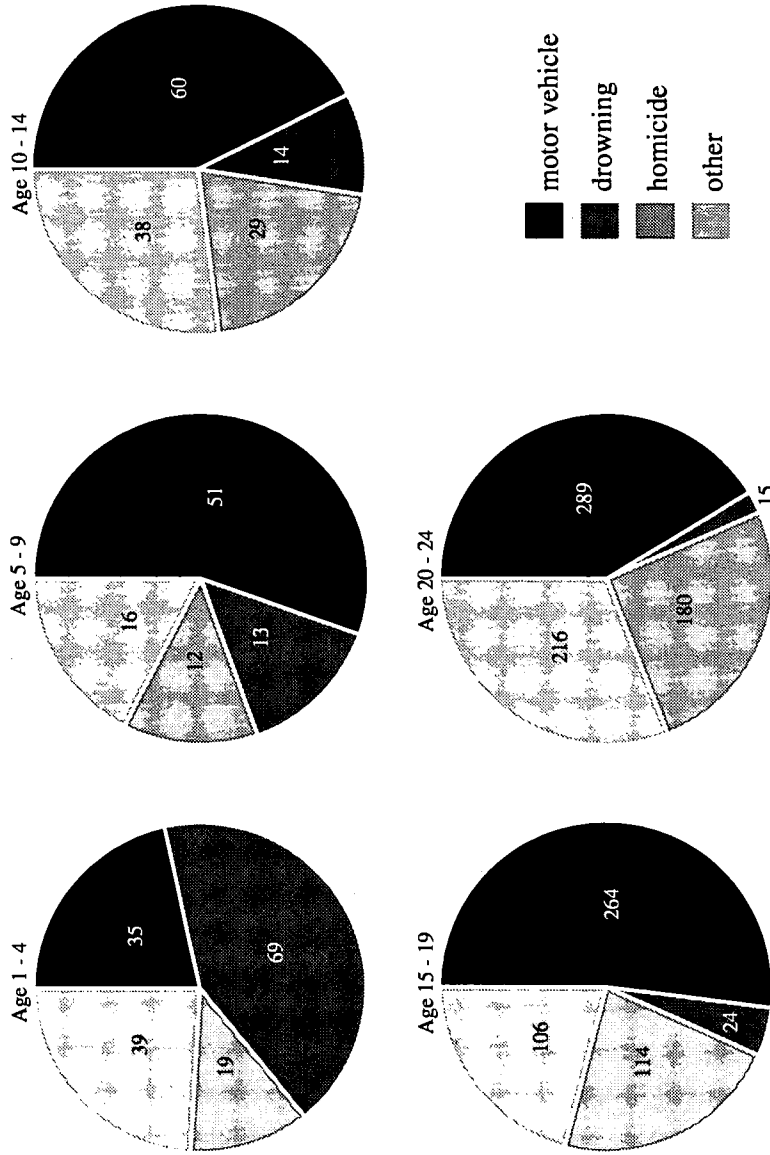 Age 1 - 4
35
69
19
39
Age 5 - 9
51
13
12
16
Age 10 - 14
60
14
29
38
Age 15 - 19
264
24
114
106
Age 20 - 24
289
15
180
216
motor vehicle
drowning
homicide
other